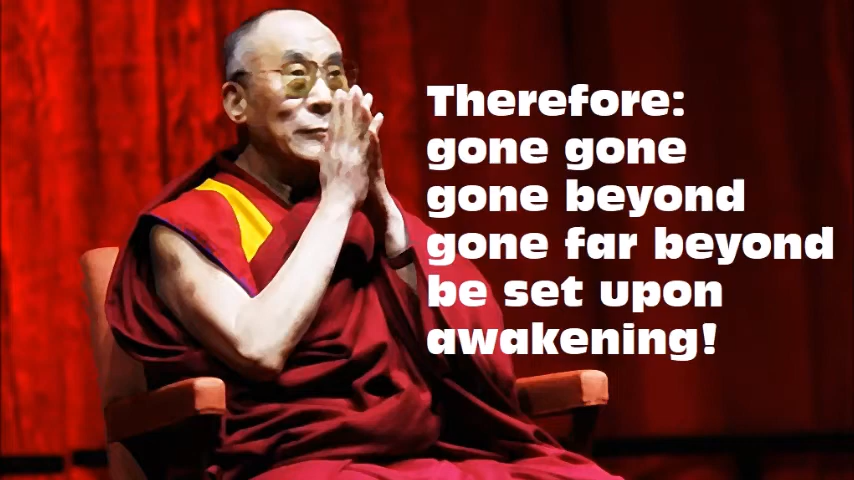 Therefore:
gone gone
gone beyond
gone far beyond
be set upon
awakening!